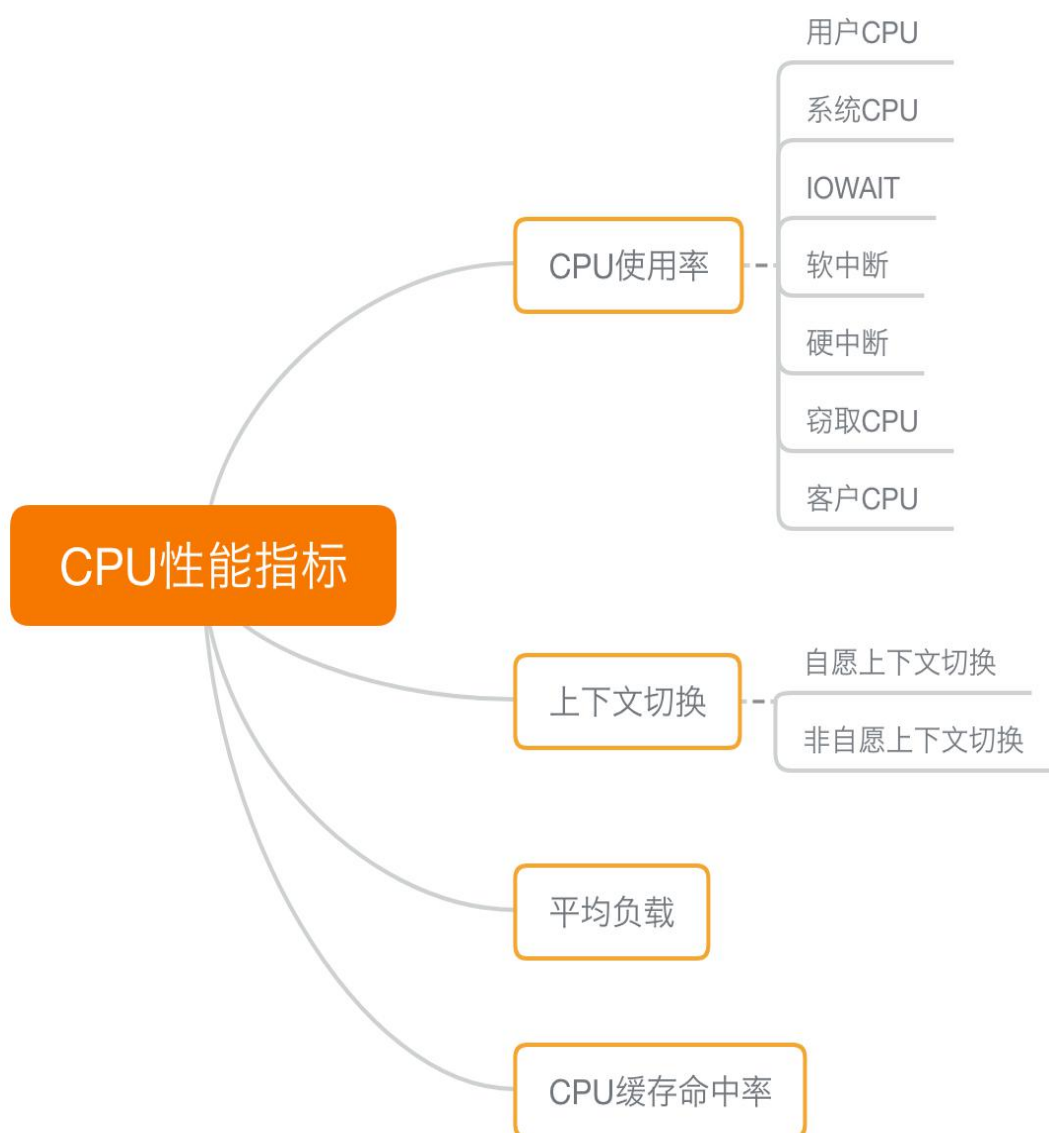 CPU性能指标
CPU使用率
用户CPU
系统CPU
IOWAIT
软中断
硬中断
窃取CPU
客户CPU
上下文切换
自愿上下文切换
非自愿上下文切换
平均负载
CPU缓存命中率